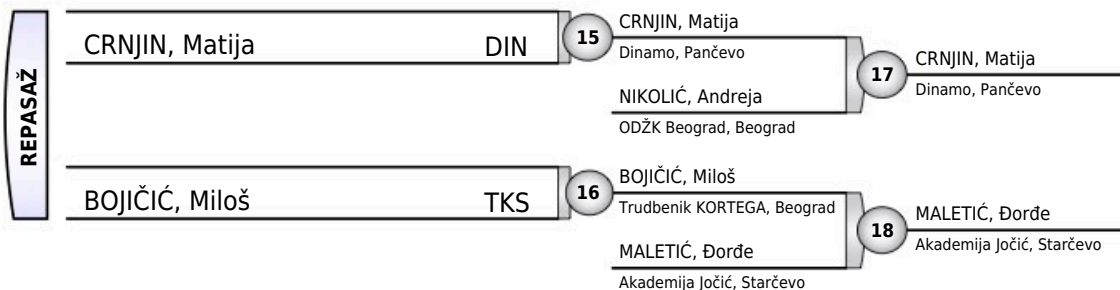 REPASAŽ
CRNJIN, Matija DIN
15
CRNJIN, Matija
Dinamo, Pančevo
NIKOLIĆ, Andreja
ODŽK Beograd, Beograd
17
CRNJIN, Matija
Dinamo, Pančevo
BOJIČIĆ, Miloš TKS
16
BOJIČIĆ, Miloš
Trudbenik KORTEGA, Beograd
MALETIĆ, Đorđe
Akademija Jočić, Starčevo
18
MALETIĆ, Đorđe
Akademija Jočić, Starčevo